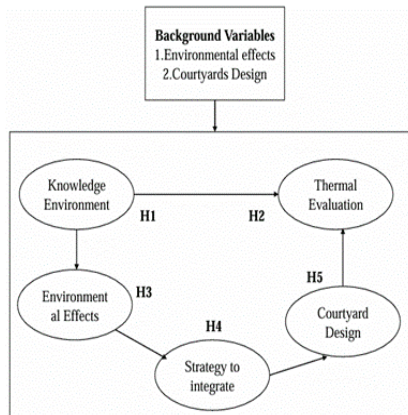 Background Variables
1.Environmental effects
2.Courtyards Design
Knowledge
Environment
Thermal
Evaluation
H1
H2
Environment
al Effects
H3
H5
Courtyard
Design
H4
Strategy to
integrate